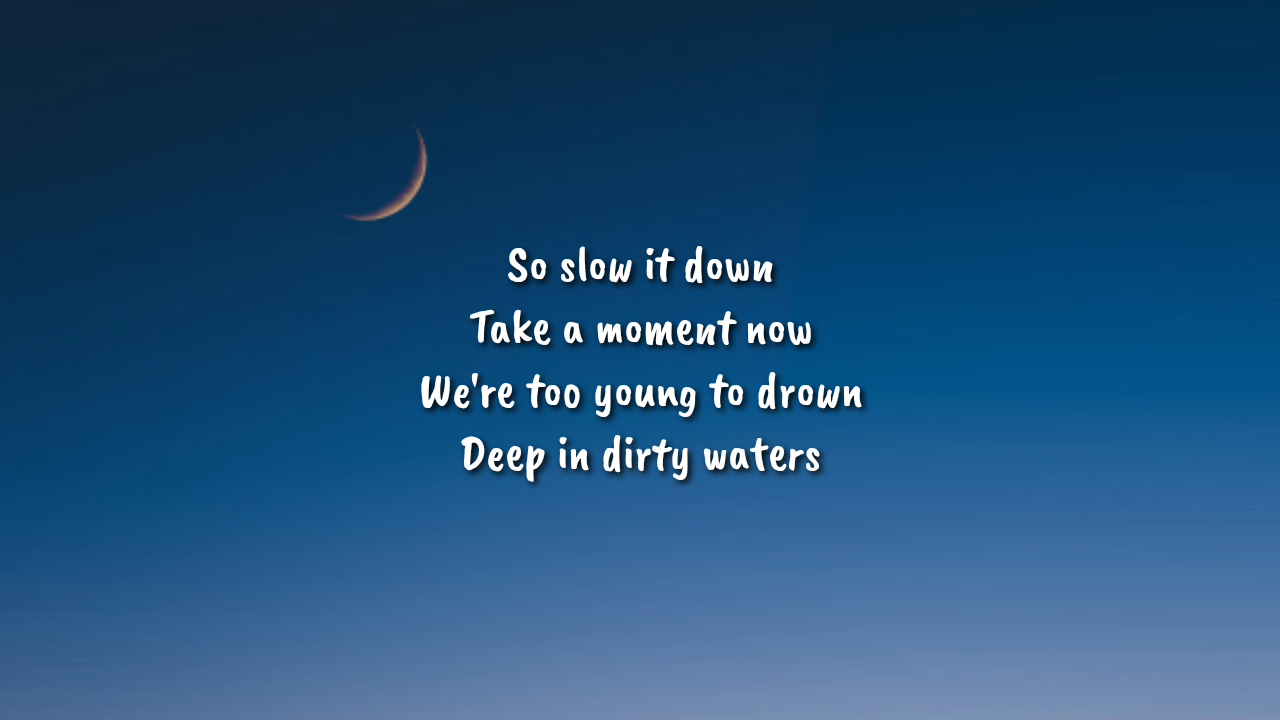 So slow it down
Take a moment now
We're too young to drown
Deep in dirty waters